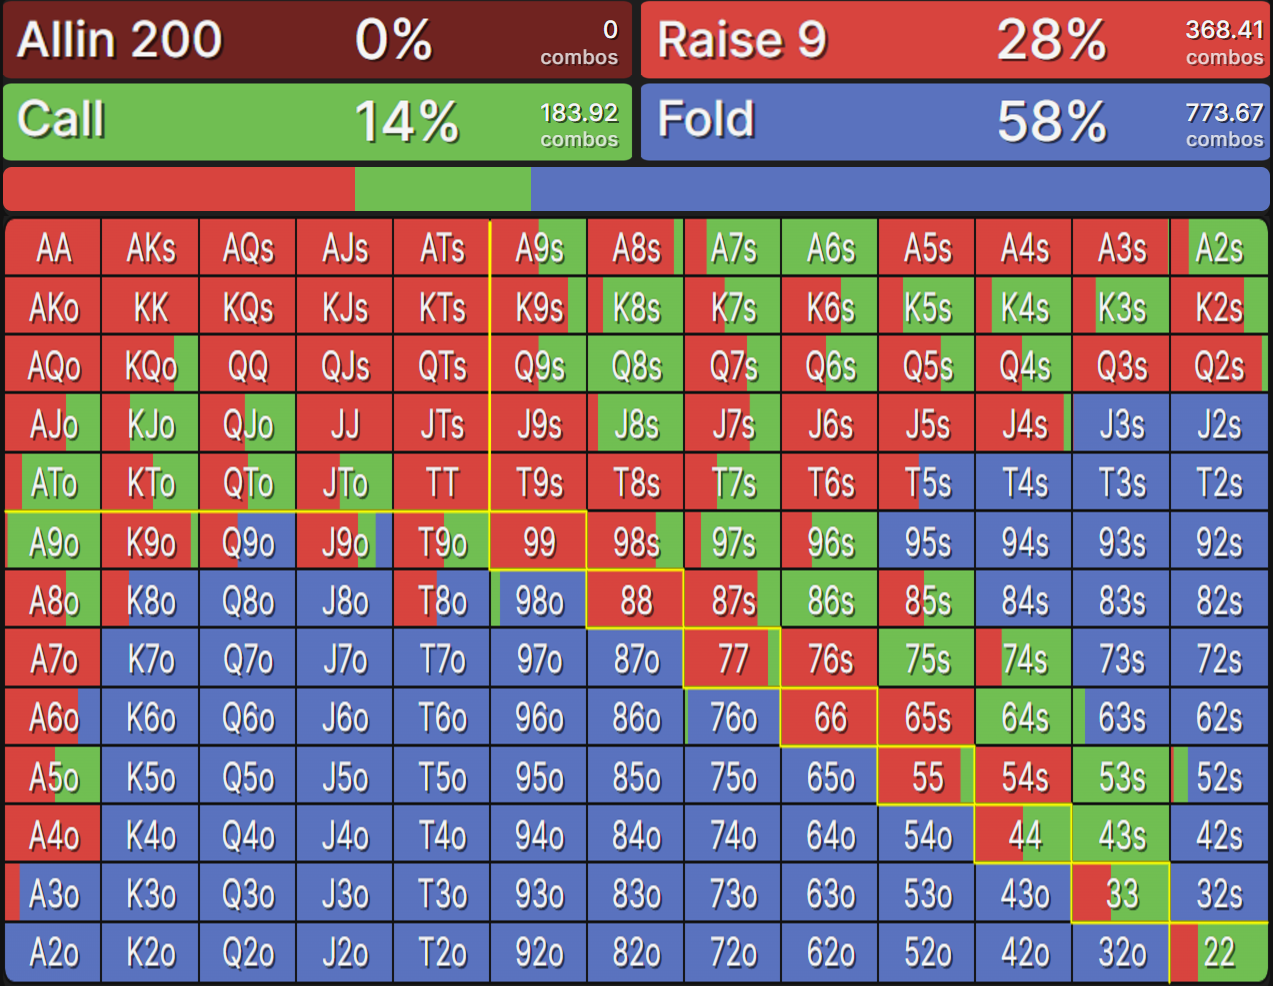 Allin 200 0% 0 combos Raise 9 28% 368.41 combos
Call 14% 183.92 combos Fold 58% 773.67 combos
AA AKs AQs AJs ATs A9s A8s A7s A6s A5s A4s A3s A2s
AKo KK KQs KJs KTs K9s K8s K7s K6s K5s K4s K3s K2s
AQo KQo QQ QJs QTs Q9s Q8s Q7s Q6s Q5s Q4s Q3s Q2s
AJo KJo QJo JJ JTs J9s J8s J7s J6s J5s J4s J3s J2s
ATo KTo QTo JTo TT T9s T8s T7s T6s T5s T4s T3s T2s
A9o K9o Q9o J9o T9o 99 98s 97s 96s 95s 94s 93s 92s
A8o K8o Q8o J8o T8o 98o 88 87s 86s 85s 84s 83s 82s
A7o K7o Q7o J7o T7o 97o 87o 77 76s 75s 74s 73s 72s
A6o K6o Q6o J6o T6o 96o 86o 76o 66 65s 64s 63s 62s
A5o K5o Q5o J5o T5o 95o 85o 75o 65o 55 54s 53s 52s
A4o K4o Q4o J4o T4o 94o 84o 74o 64o 54o 44 43s 42s
A3o K3o Q3o J3o T3o 93o 83o 73o 63o 53o 43o 33 32s
A2o K2o Q2o J2o T2o 92o 82o 72o 62o 52o 42o 32o 22